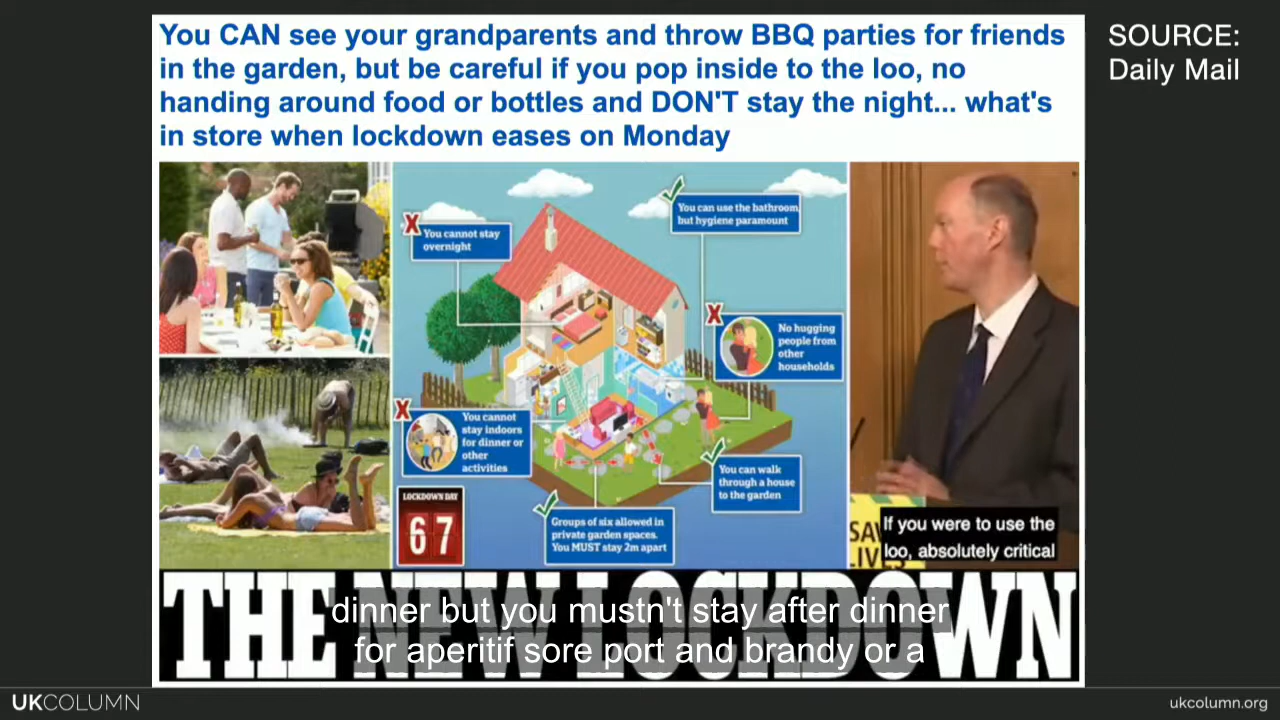 You CAN see your grandparents and throw BBQ parties for friends
in the garden, but be careful if you pop inside to the loo, no
handing around food or bottles and DON'T stay the night... what's
in store when lockdown eases on Monday
SOURCE:
Daily Mail
You cannot stay
overnight
You can use the bathroom
but hygiene paramount
No hugging
people from
other
households
You cannot
stay indoors
for dinner or
other
activities
You can walk
through a house
to the garden
LOCKDOWN DAY
67
Groups of six allowed in
private garden spaces.
You MUST stay 2m apart
SAV
LIVES
If you were to use the
loo, absolutely critical
THE NEW LOCKDOWN
dinner but you mustn't stay after dinner
for aperitif sore port and brandy or a
UKCOLUMN
ukcolumn.org